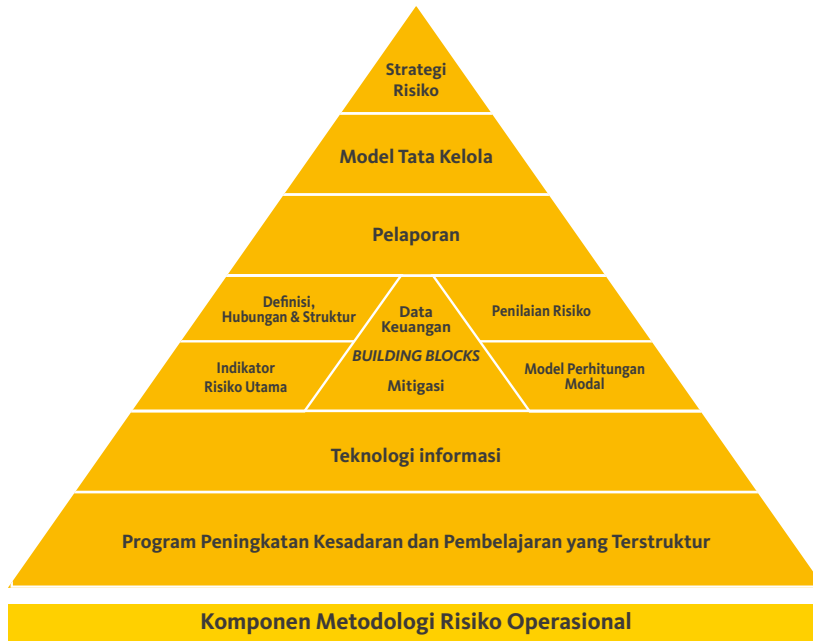 Strategi
Risiko
Model Tata Kelola
Pelaporan
Definisi,
Hubungan & Struktur
Data
Keuangan
Penilaian Risiko
BUILDING BLOCKS
Indikator
Risiko Utama
Mitigasi
Model Perhitungan
Modal
Teknologi informasi
Program Peningkatan Kesadaran dan Pembelajaran yang Terstruktur
Komponen Metodologi Risiko Operasional